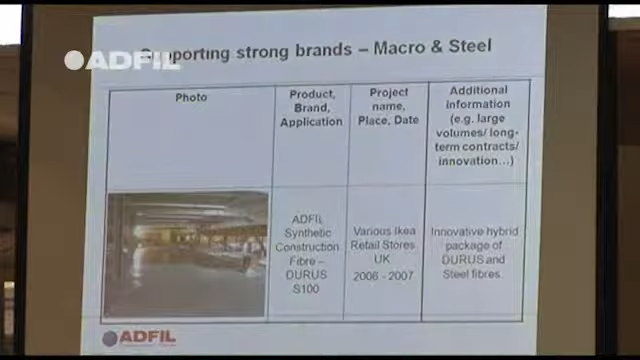 ADFIL
Supporting strong brands – Macro & Steel
Photo
Product,
Brand,
Application
Project
name,
Place, Date
Additional
information
(e.g. large
volumes/ long-
term contracts/
innovation...)
ADFIL
Synthetic
Construction
Fibre –
DURUS
S100
Various Ikea
Retail Stores
UK
2006 - 2007
Innovative hybrid
package of
DURUS and
Steel fibres.
ADFIL